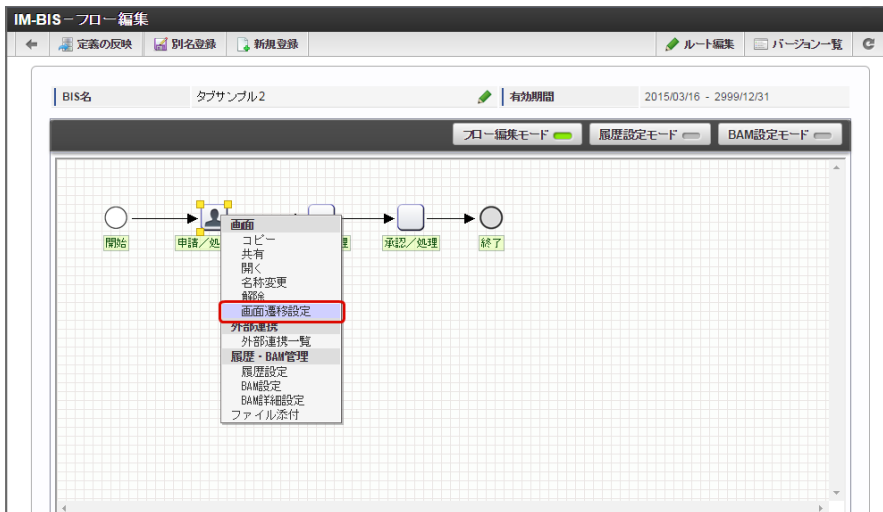 IM-BIS－フロー編集
定義の反映 別名登録 新規登録 ルート編集 バージョン一覧
BIS名 タブサンプル2 有効期間 2015/03/16 - 2999/12/31
フロー編集モード 履歴設定モード BAM設定モード
開始 申請／処 理 承認／処理 終了
画面
コピー
共有
開く
名称変更
解除
画面遷移設定
外部連携
外部連携一覧
履歴・BAM管理
履歴設定
BAM設定
BAM詳細設定
ファイル添付